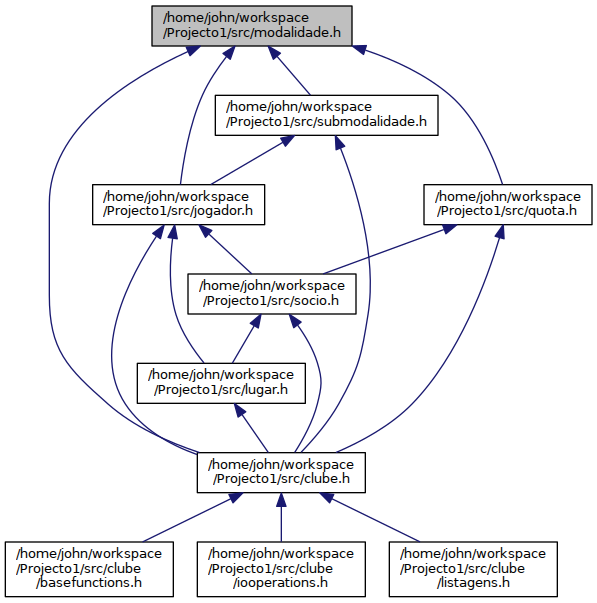 /home/john/workspace
/Projecto1/src/modalidade.h
/home/john/workspace
/Projecto1/src/submodalidade.h
/home/john/workspace
/Projecto1/src/jogador.h
/home/john/workspace
/Projecto1/src/quota.h
/home/john/workspace
/Projecto1/src/socio.h
/home/john/workspace
/Projecto1/src/lugar.h
/home/john/workspace
/Projecto1/src/clube.h
/home/john/workspace
/Projecto1/src/clube
/basefunctions.h
/home/john/workspace
/Projecto1/src/clube
/iooperations.h
/home/john/workspace
/Projecto1/src/clube
/listagens.h